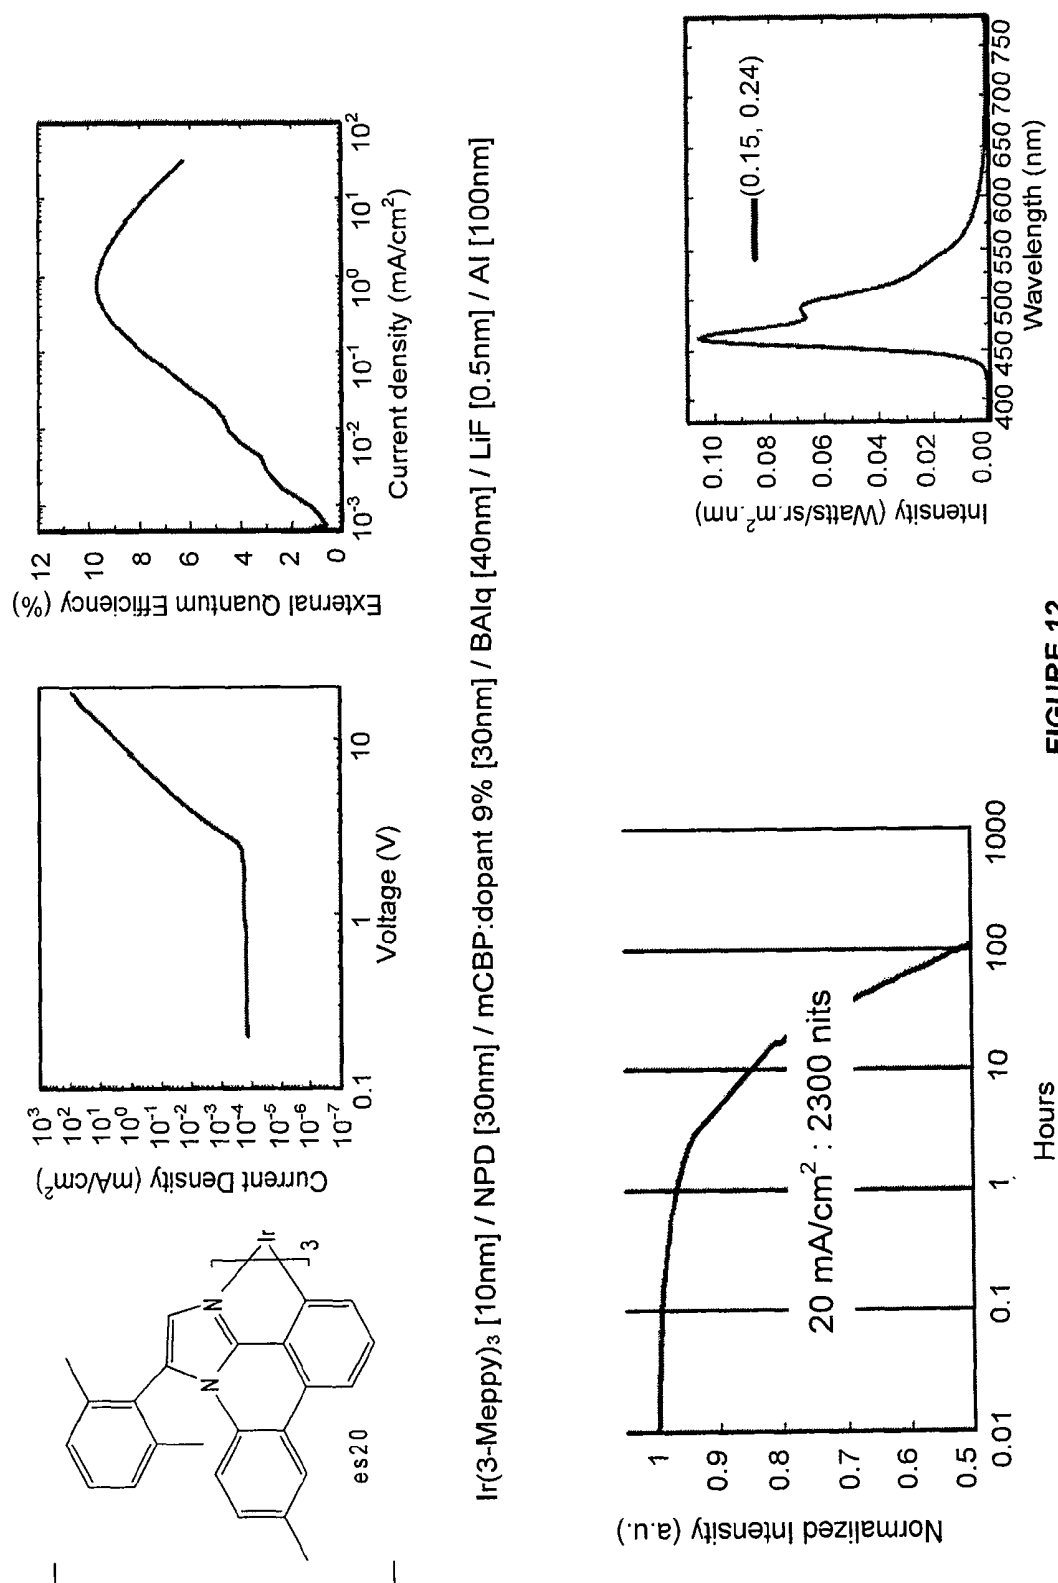 N
N
Ir
3
es20
Current Density (mA/cm²)
10³
10²
10¹
10⁰
10⁻¹
10⁻²
10⁻³
10⁻⁴
10⁻⁵
10⁻⁶
10⁻⁷
0.1 1 10
Voltage (V)
External Quantum Efficiency (%)
12
10
8
6
4
2
0
10⁻³ 10⁻² 10⁻¹ 10⁰ 10¹ 10²
Current density (mA/cm²)
Ir(3-Meppy)₃ [10nm] / NPD [30nm] / mCBP:dopant 9% [30nm] / BAlq [40nm] / LiF [0.5nm] / Al [100nm]
Normalized Intensity (a.u.)
1
0.9
0.8
0.7
0.6
0.5
20 mA/cm² : 2300 nits
0.01 0.1 1 10 100 1000
Hours
Intensity (Watts/sr.m².nm)
0.10
0.08
0.06
0.04
0.02
0.00
(0.15, 0.24)
400 450 500 550 600 650 700 750
Wavelength (nm)
FIGURE 12